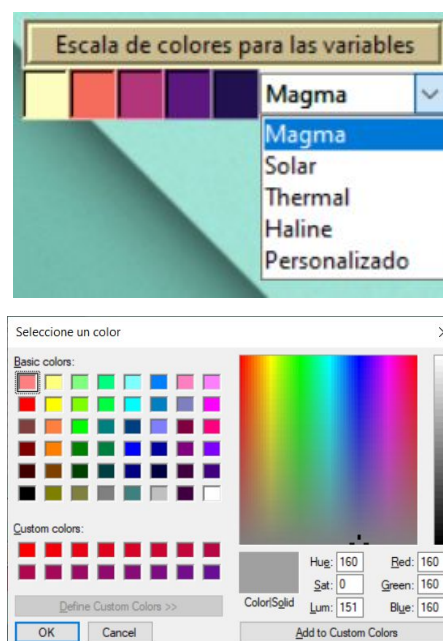 Escala de colores para las variables
Magma
Magma
Solar
Thermal
Haline
Personalizado
Seleccione un color
Basic colors:
Custom colors:
Define Custom Colors >>
OK Cancel
Color|Solid
Hue: 160 Red: 160
Sat: 0 Green: 160
Lum: 151 Blue: 160
Add to Custom Colors